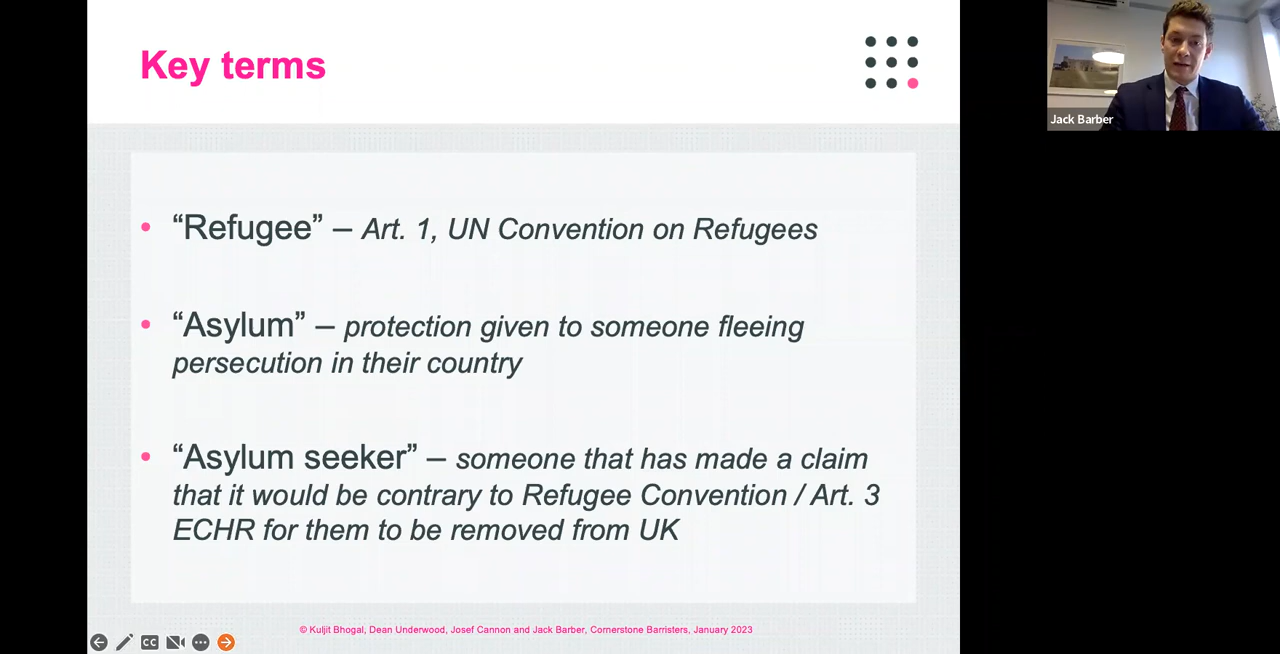 Key terms
Jack Barber
• “Refugee” – Art. 1, UN Convention on Refugees
• “Asylum” – protection given to someone fleeing
persecution in their country
• “Asylum seeker” – someone that has made a claim
that it would be contrary to Refugee Convention / Art. 3
ECHR for them to be removed from UK
© Kuljit Bhogal, Dean Underwood, Josef Cannon and Jack Barber, Cornerstone Barristers, January 2023
CC